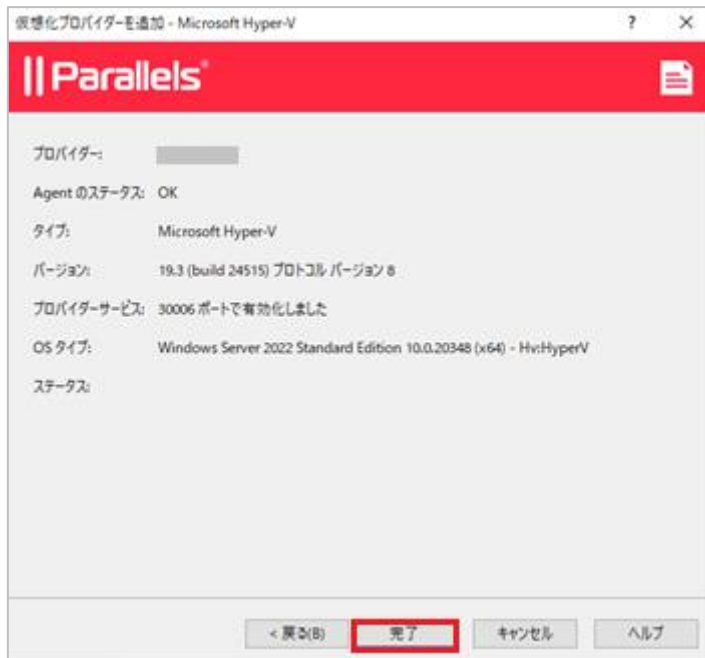 仮想化プロバイダーを追加 - Microsoft Hyper-V ? ×
Parallels®
プロバイダー:
Agent のステータス: OK
タイプ: Microsoft Hyper-V
バージョン: 19.3 (build 24515) プロトコル バージョン 8
プロバイダーサービス: 30006 ポートで有効化しました
OS タイプ: Windows Server 2022 Standard Edition 10.0.20348 (x64) - Hv:HyperV
ステータス:
< 戻る(B) 完了 キャンセル ヘルプ